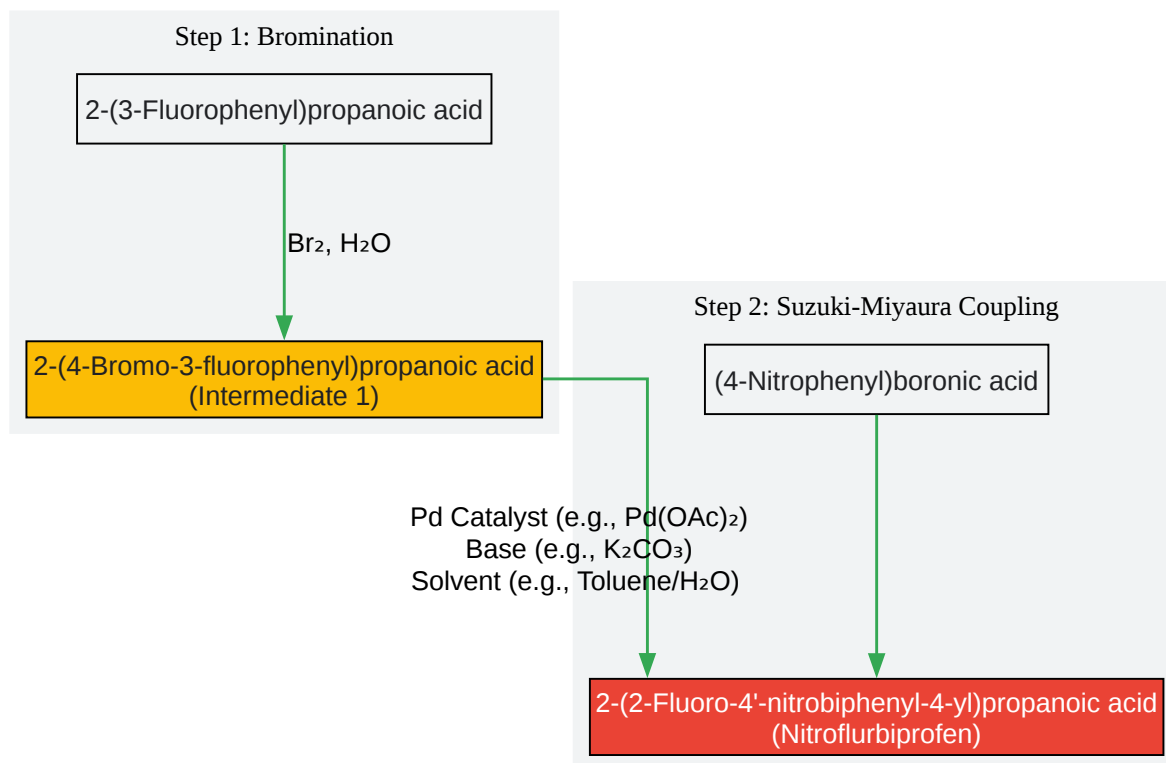 Step 1: Bromination
2-(3-Fluorophenyl)propanoic acid
Br₂, H₂O
2-(4-Bromo-3-fluorophenyl)propanoic acid
(Intermediate 1)
Step 2: Suzuki-Miyaura Coupling
(4-Nitrophenyl)boronic acid
Pd Catalyst (e.g., Pd(OAc)₂)
Base (e.g., K₂CO₃)
Solvent (e.g., Toluene/H₂O)
2-(2-Fluoro-4'-nitrobiphenyl-4-yl)propanoic acid
(Nitroflurbiprofen)